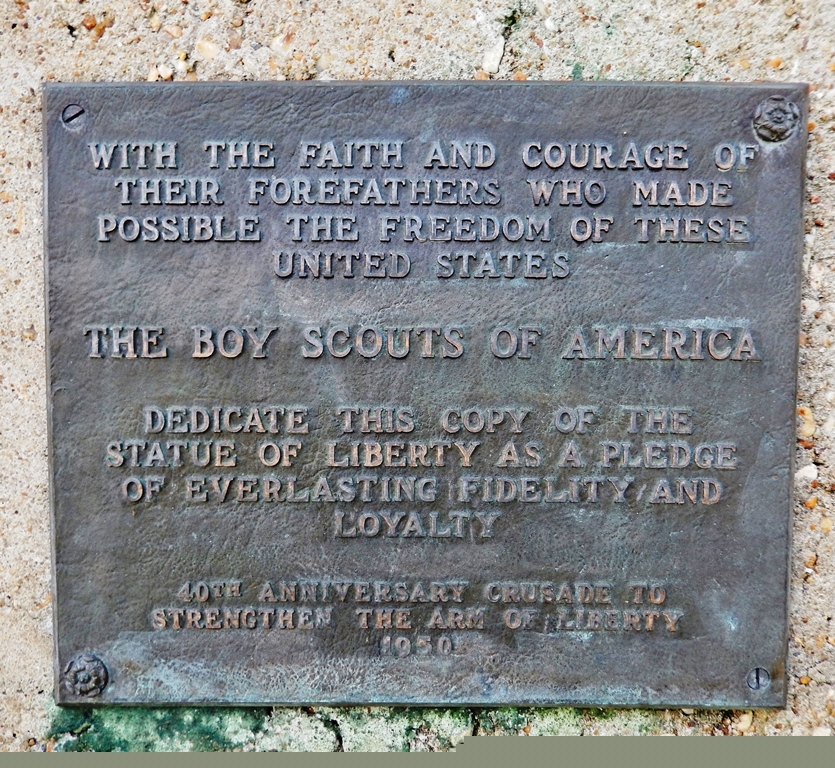 WITH THE FAITH AND COURAGE OF
THEIR FOREFATHERS WHO MADE
POSSIBLE THE FREEDOM OF THESE
UNITED STATES
THE BOY SCOUTS OF AMERICA
DEDICATE THIS COPY OF THE
STATUE OF LIBERTY AS A PLEDGE
OF EVERLASTING FIDELITY AND
LOYALTY
40TH ANNIVERSARY CRUSADE TO
STRENGTHEN THE ARM OF LIBERTY
1950